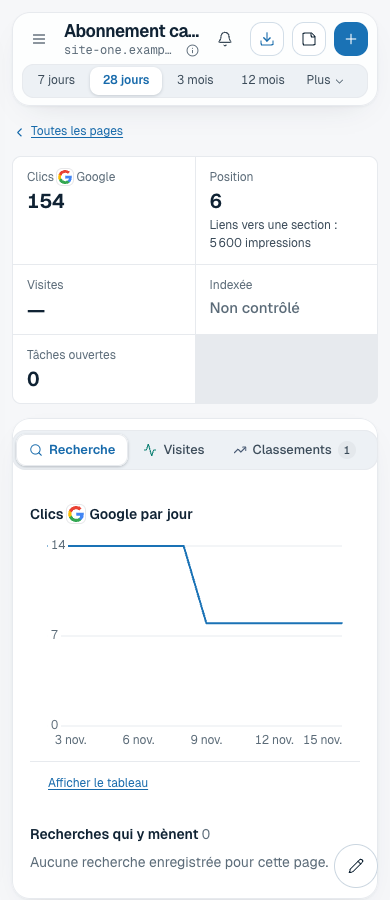 Abonnement ca…
site-one.examp…
7 jours
28 jours
3 mois
12 mois
Plus
Toutes les pages
Clics Google
154
Position
6
Liens vers une section :
5 600 impressions
Visites
—
Indexée
Non contrôlé
Tâches ouvertes
0
Recherche
Visites
Classements 1
Clics Google par jour
14
7
0
3 nov.
6 nov.
9 nov.
12 nov.
15 nov.
Afficher le tableau
Recherches qui y mènent 0
Aucune recherche enregistrée pour cette page.